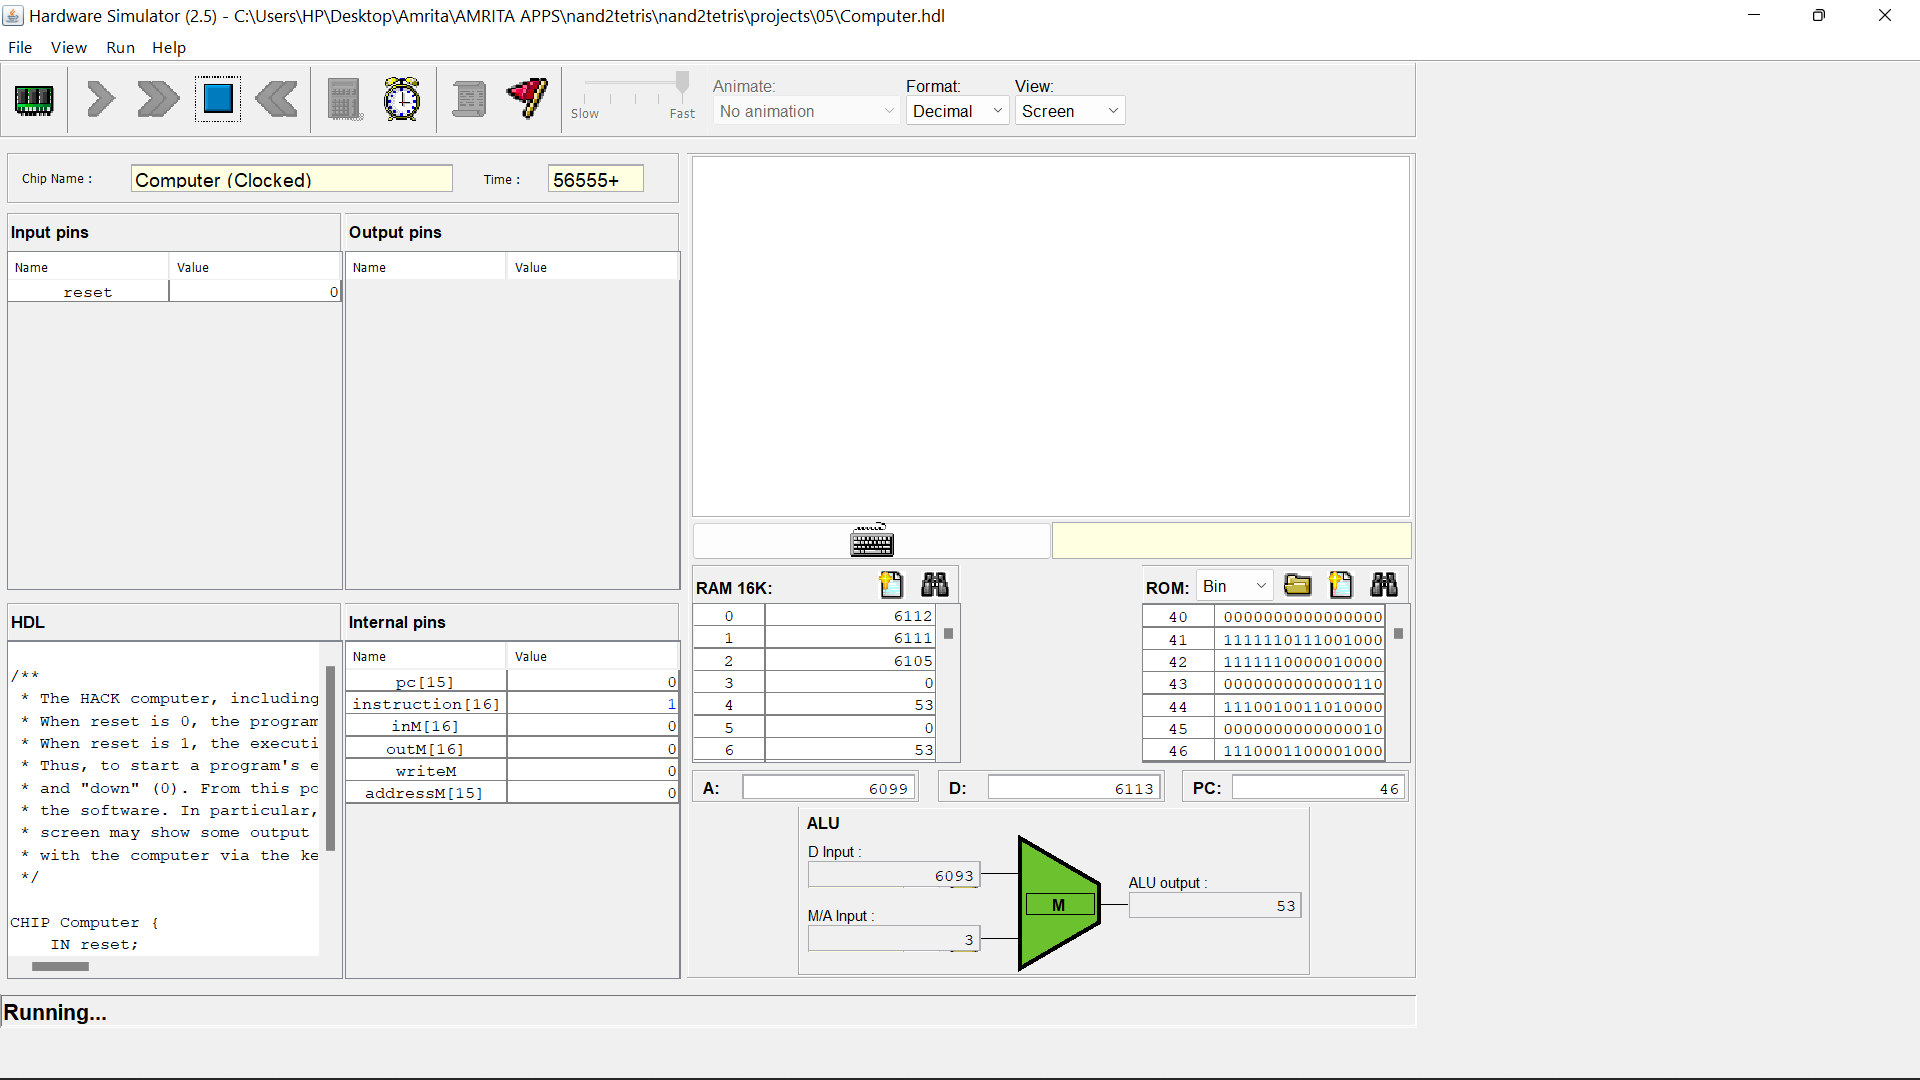 Hardware Simulator (2.5) - C:\Users\HP\Desktop\Amrita\AMRITA APPS\nand2tetris\nand2tetris\projects\05\Computer.hdl
File View Run Help
Slow Fast
Animate:
No animation
Format:
Decimal
View:
Screen
Chip Name :
Computer (Clocked)
Time :
56555+
Input pins
Name Value
reset 0
Output pins
Name Value
HDL
/**
* The HACK computer, including
* When reset is 0, the program
* When reset is 1, the executi
* Thus, to start a program's e
* and "down" (0). From this po
* the software. In particular,
* screen may show some output
* with the computer via the ke
*/
CHIP Computer {
IN reset;
Internal pins
Name Value
pc[15] 0
instruction[16] 1
inM[16] 0
outM[16] 0
writeM 0
addressM[15] 0
RAM 16K:
0 6112
1 6111
2 6105
3 0
4 53
5 0
6 53
ROM: Bin
40 0000000000000000
41 1111110111001000
42 1111110000010000
43 0000000000000110
44 1110010011010000
45 0000000000000010
46 1110001100001000
A: 6099
D: 6113
PC: 46
ALU
D Input :
6093
M/A Input :
3
M
ALU output :
53
Running...